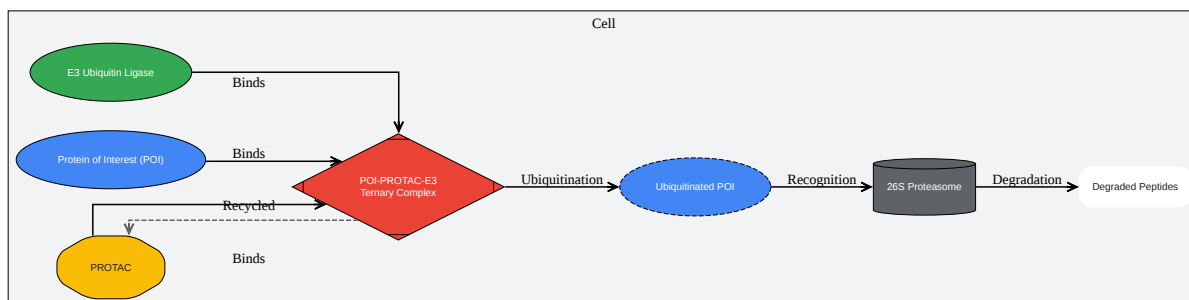 Cell
E3 Ubiquitin Ligase
Binds
Protein of Interest (POI)
Binds
POI-PROTAC-E3
Ternary Complex
Ubiquitination
Ubiquitinated POI
Recognition
26S Proteasome
Degradation
Degraded Peptides
Recycled
PROTAC
Binds